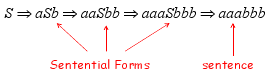 S ⇒ aSb ⇒ aaSbb ⇒ aaaSbbb ⇒ aaabbb
Sentential Forms sentence